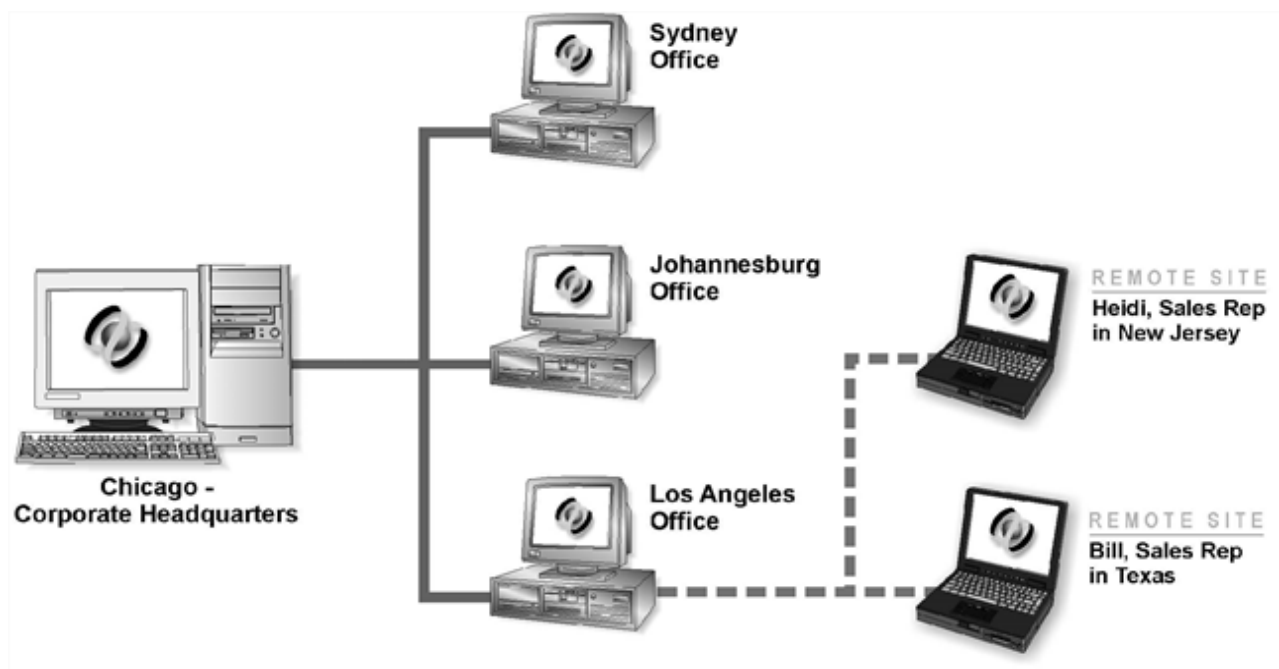 Sydney
Office
Johannesburg
Office
REMOTE SITE
Heidi, Sales Rep
in New Jersey
Chicago -
Corporate Headquarters
Los Angeles
Office
REMOTE SITE
Bill, Sales Rep
in Texas